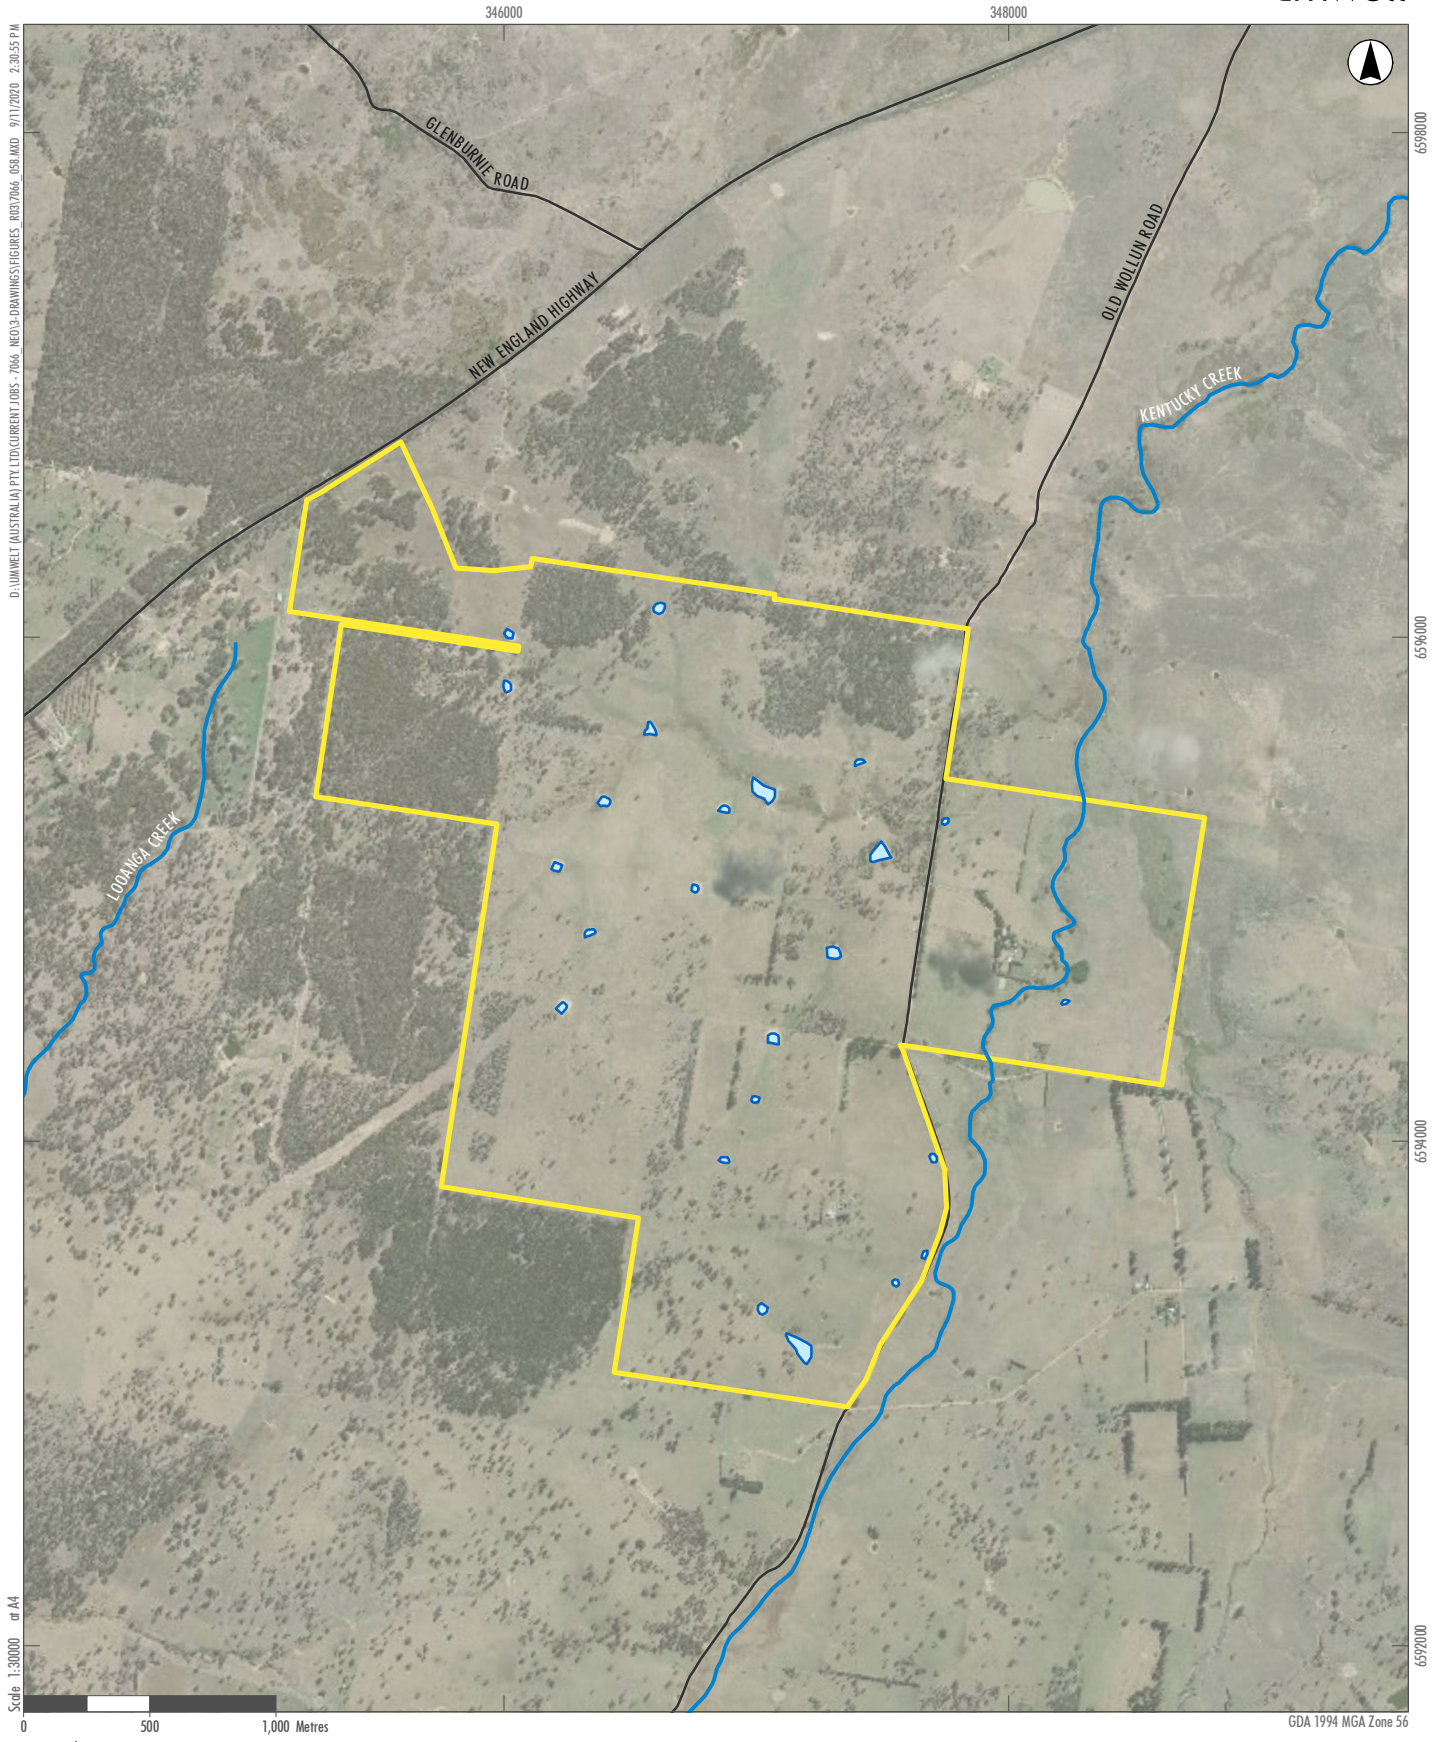 346000
348000
D:\UMWELT (AUSTRALIA) PTY. LTD\CURRENT JOBS - 7066_NEO\3-DRAWINGS\FIGURES_R03\7066_058.MXD 9/11/2020 2:30:55 PM
GLENBURNIE ROAD
6598000
NEW ENGLAND HIGHWAY
OLD WOLLUN ROAD
KENTUCKY CREEK
6596000
LOOANGA CREEK
6594000
6592000
Scale 1:30000 at A4
0 500 1,000 Metres
GDA 1994 MGA Zone 56